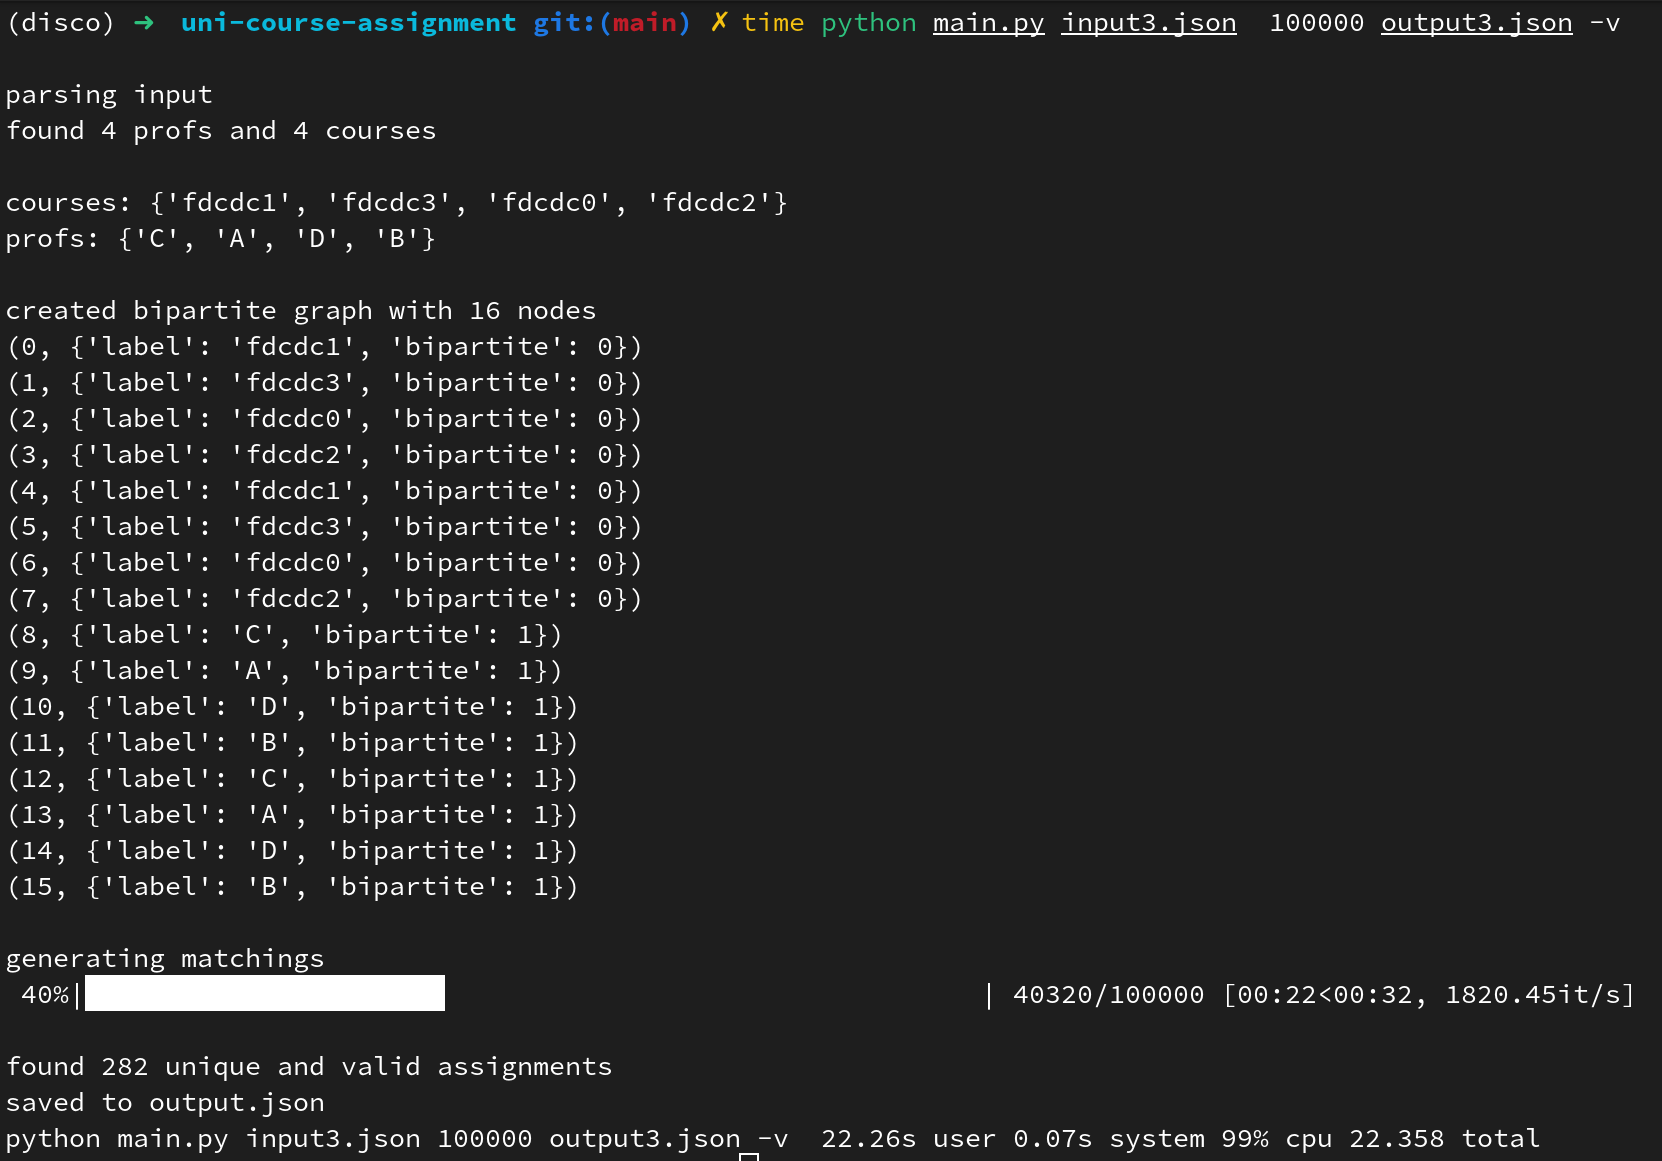 (disco) ➜ uni-course-assignment git:(main) ✗ time python main.py input3.json  100000 output3.json -v
parsing input
found 4 profs and 4 courses
courses: {'fdcdc1', 'fdcdc3', 'fdcdc0', 'fdcdc2'}
profs: {'C', 'A', 'D', 'B'}
created bipartite graph with 16 nodes
(0, {'label': 'fdcdc1', 'bipartite': 0})
(1, {'label': 'fdcdc3', 'bipartite': 0})
(2, {'label': 'fdcdc0', 'bipartite': 0})
(3, {'label': 'fdcdc2', 'bipartite': 0})
(4, {'label': 'fdcdc1', 'bipartite': 0})
(5, {'label': 'fdcdc3', 'bipartite': 0})
(6, {'label': 'fdcdc0', 'bipartite': 0})
(7, {'label': 'fdcdc2', 'bipartite': 0})
(8, {'label': 'C', 'bipartite': 1})
(9, {'label': 'A', 'bipartite': 1})
(10, {'label': 'D', 'bipartite': 1})
(11, {'label': 'B', 'bipartite': 1})
(12, {'label': 'C', 'bipartite': 1})
(13, {'label': 'A', 'bipartite': 1})
(14, {'label': 'D', 'bipartite': 1})
(15, {'label': 'B', 'bipartite': 1})
generating matchings
40%| | 40320/100000 [00:22<00:32, 1820.45it/s]
found 282 unique and valid assignments
saved to output.json
python main.py input3.json 100000 output3.json -v  22.26s user 0.07s system 99% cpu 22.358 total